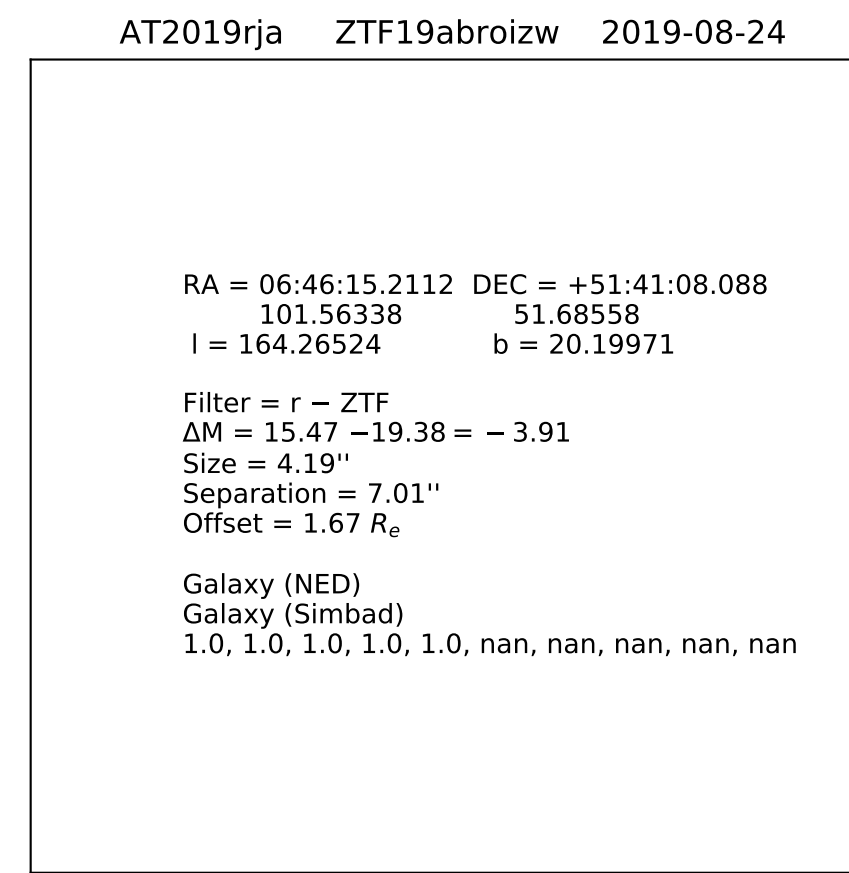 AT2019rja ZTF19abroizw 2019-08-24
RA = 06:46:15.2112 DEC = +51:41:08.088
101.56338 51.68558
l = 164.26524 b = 20.19971
Filter = r − ZTF
ΔM = 15.47 −19.38 = − 3.91
Size = 4.19''
Separation = 7.01''
Offset = 1.67 Re
Galaxy (NED)
Galaxy (Simbad)
1.0, 1.0, 1.0, 1.0, 1.0, nan, nan, nan, nan, nan